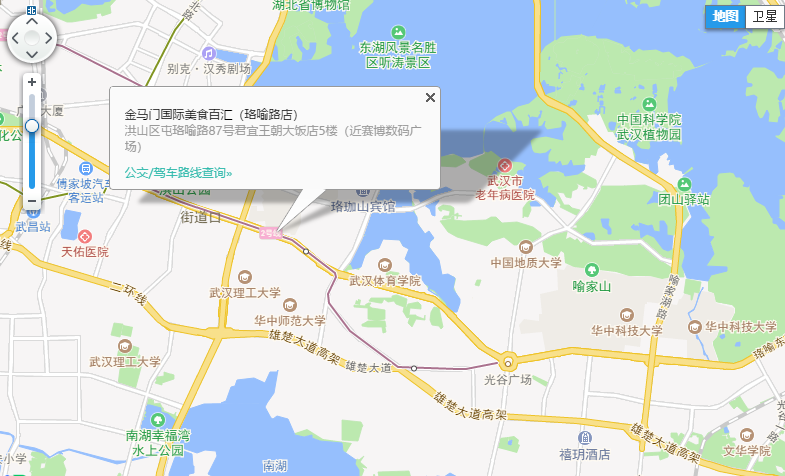 湖北省博物馆
地图
卫星
东湖风景名胜
区听涛景区
别克·汉秀剧场
大厦
金马门国际美食百汇（珞喻路店）
洪山区屯珞喻路87号君宜王朝大饭店5楼（近赛博数码广
场）
公交/驾车路线查询»
中国科学院
武汉植物园
武汉市
老年病医院
团山驿站
傅家坡汽车
客运站
洪山公园
珞珈山宾馆
街道口
武昌站
2号线
天佑医院
中国地质大学
武汉体育学院
喻家山
喻家湖路
二环线
武汉理工大学
华中师范大学
华中科技大学
华中科技大学
雄楚大道高架
雄楚大道
珞喻东
武汉理工大学
光谷广场
雄楚大道高架
南湖幸福湾
水上公园
雄楚大道高架
文华学院
禧玥酒店
南湖
小学